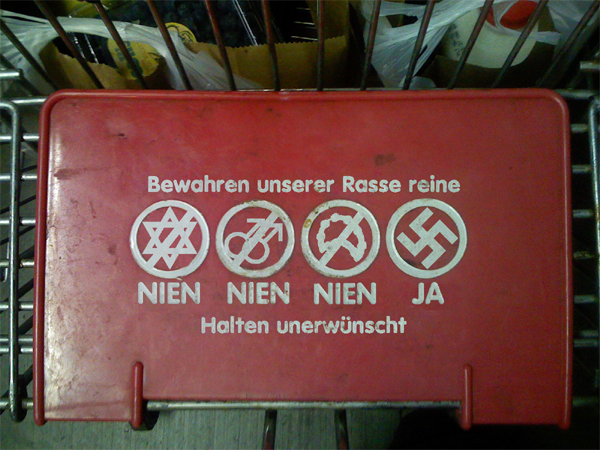 Bewahren unserer Rasse reine
NIEN NIEN NIEN JA
Halten unerwünscht